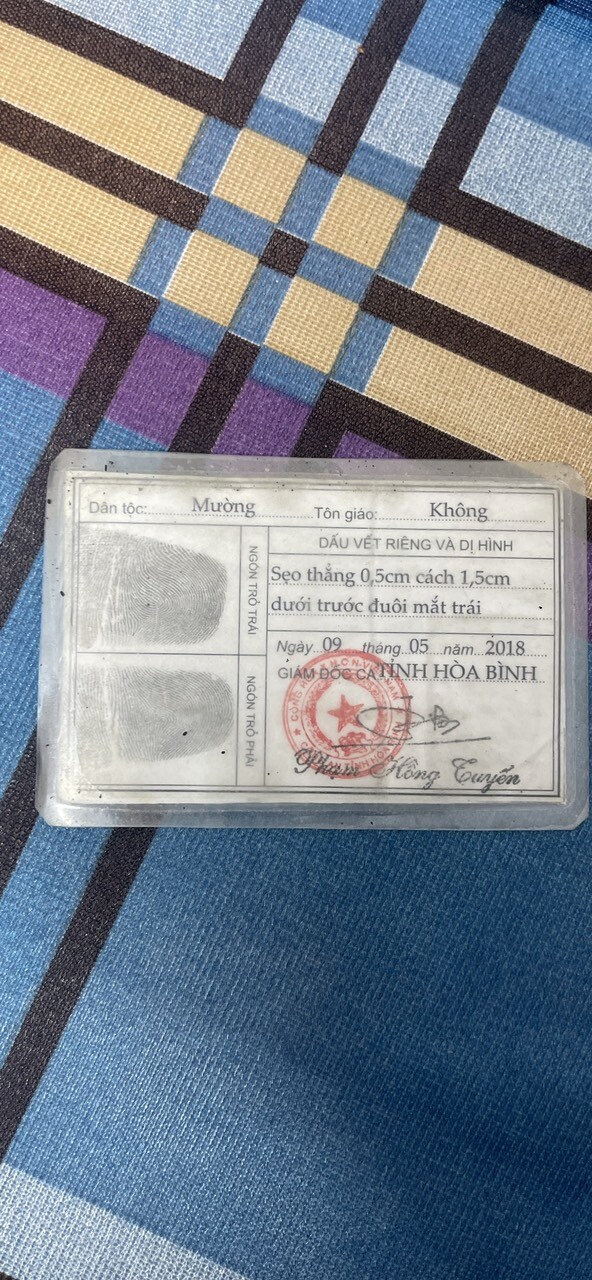 Dân tộc: Mường Tôn giáo: Không
DẤU VẾT RIÊNG VÀ DỊ HÌNH
Sẹo thẳng 0,5cm cách 1,5cm
dưới trước đuôi mắt trái
NGÓN TRỎ TRÁI
Ngày 09 tháng 05 năm 2018
GIÁM ĐỐC CA TỈNH HÒA BÌNH
NGÓN TRỎ PHẢI
Phạm Hồng Tuyến